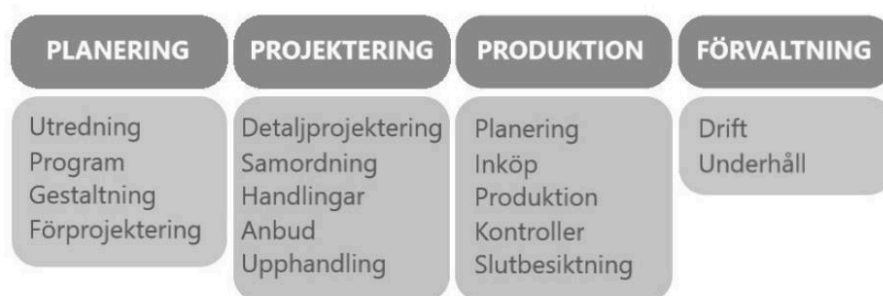 PLANERING
Utredning
Program
Gestaltning
Förprojektering
PROJEKTERING
Detaljprojektering
Samordning
Handlingar
Anbud
Upphandling
PRODUKTION
Planering
Inköp
Produktion
Kontroller
Slutbesiktning
FÖRVALTNING
Drift
Underhåll